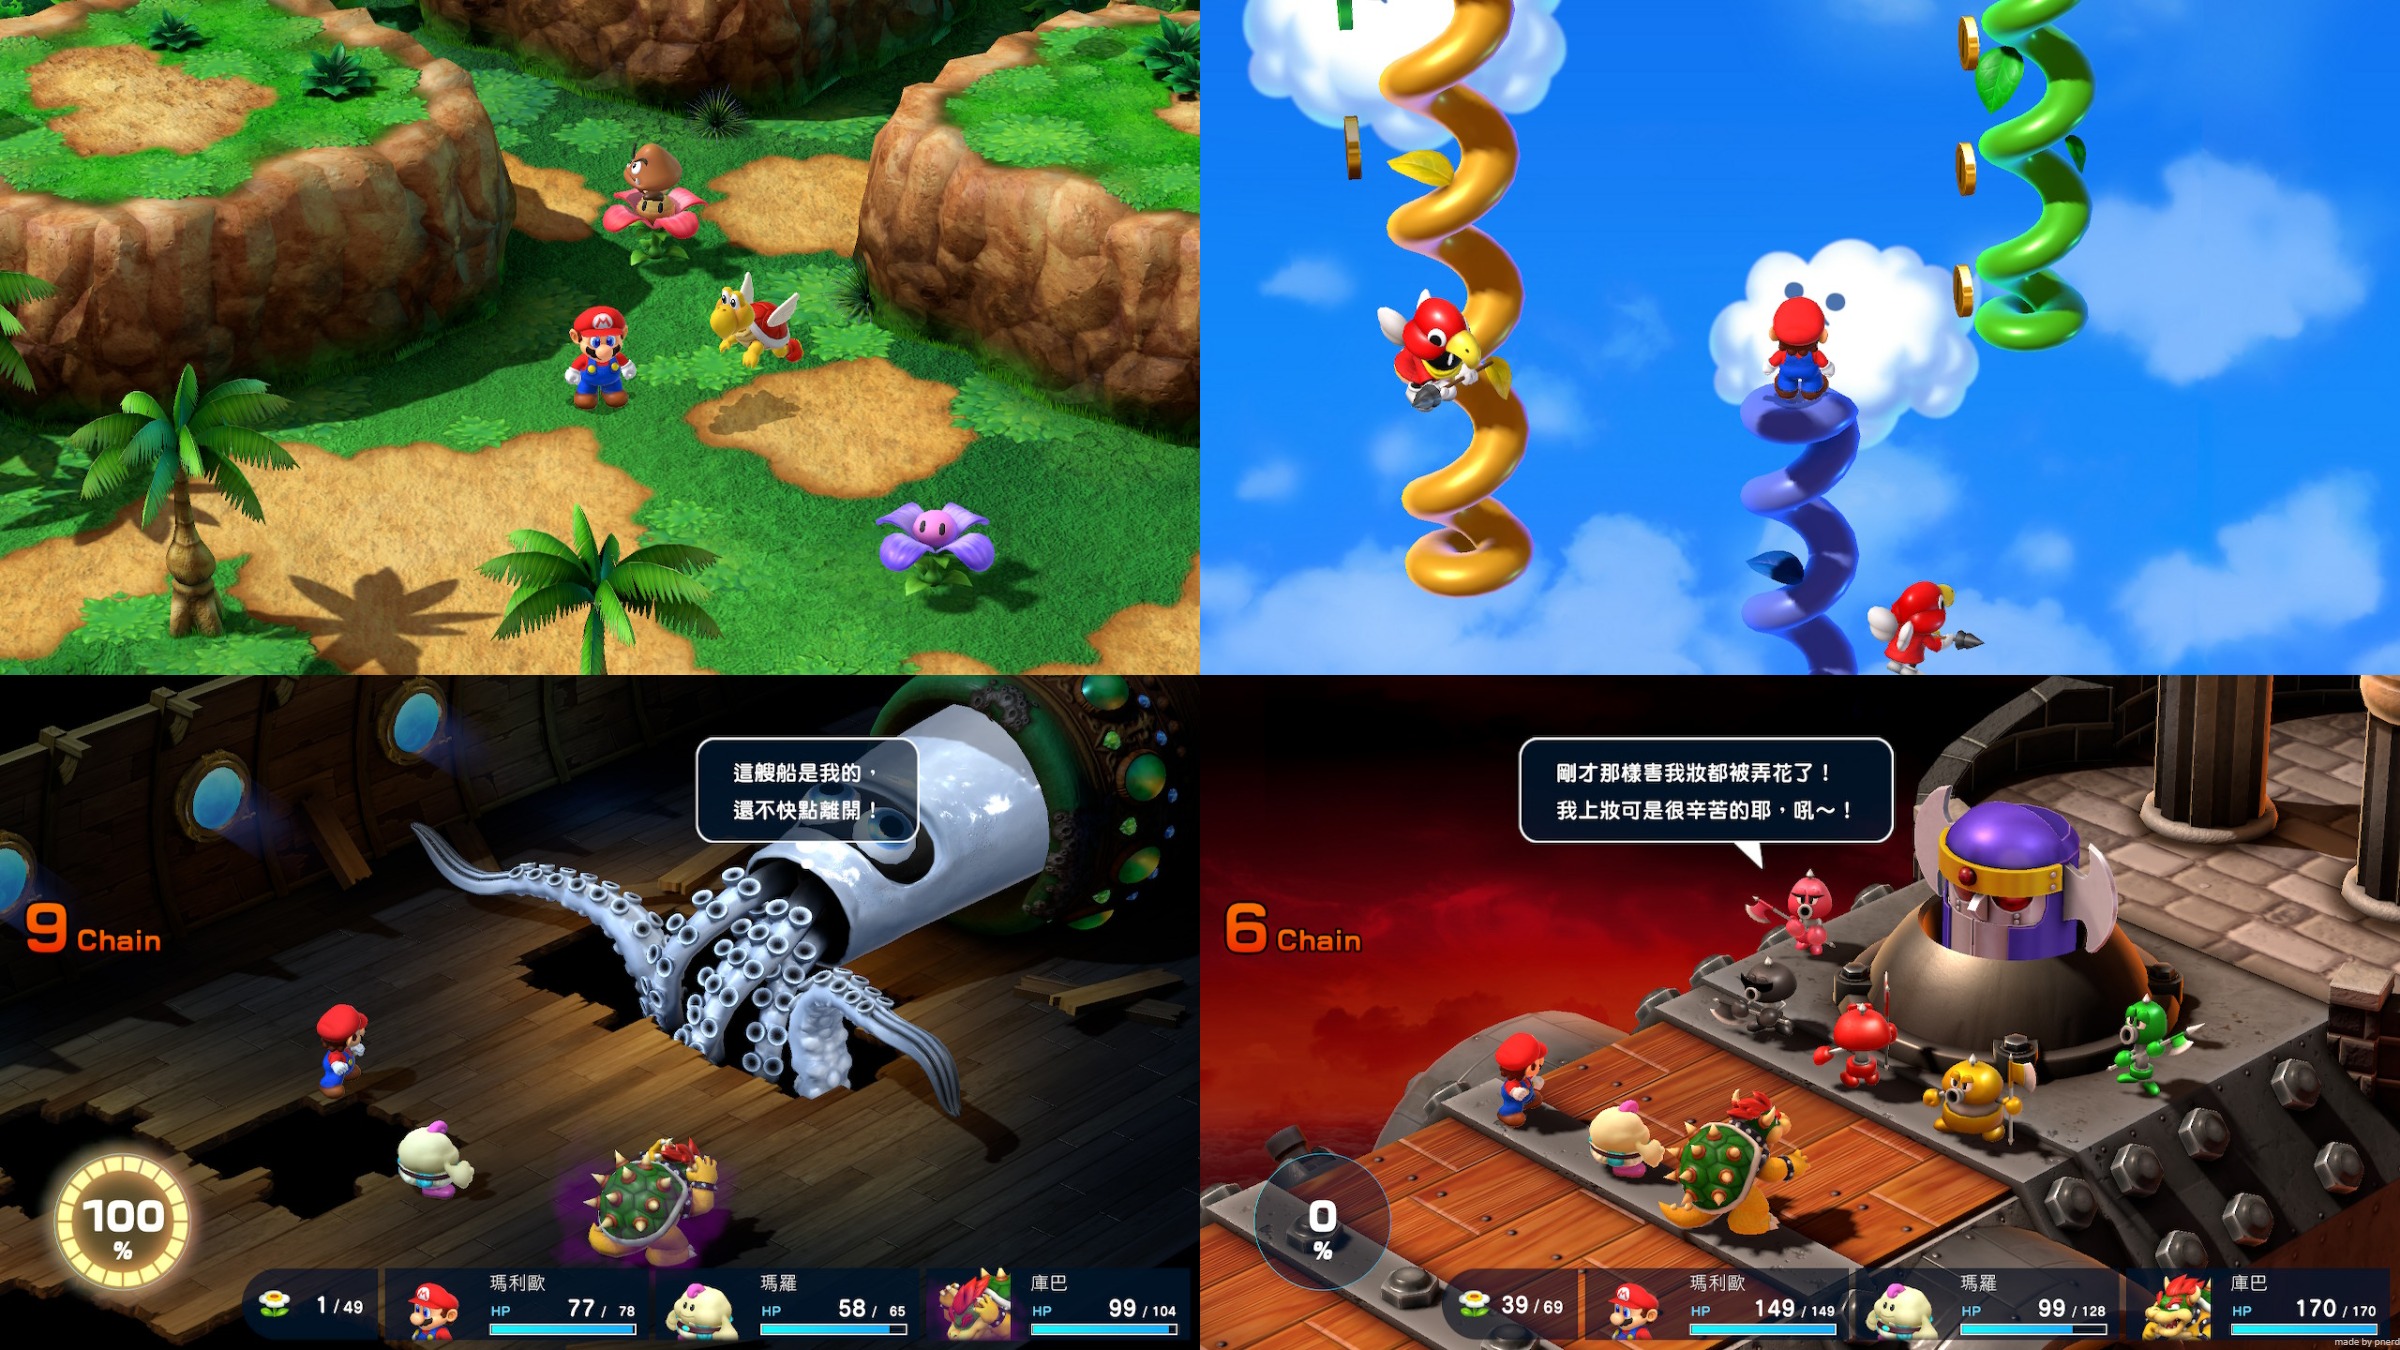 這艘船是我的，
還不快點離開！
9 Chain
100
%
1/49
瑪利歐
HP 77/ 78
瑪羅
HP 58/ 65
庫巴
HP 99/104
剛才那樣害我妝都被弄花了！
我上妝可是很辛苦的耶，吼～！
6 Chain
0
%
39/69
瑪利歐
HP 149/149
瑪羅
HP 99/128
庫巴
HP 170/170
made by pnerd